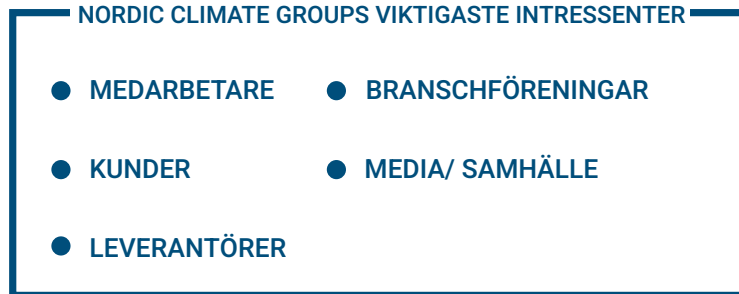 NORDIC CLIMATE GROUPS VIKTIGASTE INTRESSENTER
MEDARBETARE
KUNDER
LEVERANTÖRER
BRANSCHFÖRENINGAR
MEDIA/ SAMHÄLLE